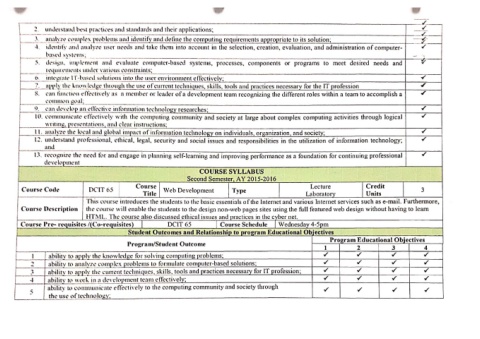 2. understand best practices and standards and their applications; ✓
3. analyze complex problems and identify and define the computing requirements appropriate to its solution; ✓
4. identify and analyze user needs and take them into account in the selection, creation, evaluation, and administration of computer- ✓
based systems;
5. design, implement and evaluate computer-based systems, processes, components or programs to meet desired needs and
requirements under various constraints;
6. integrate IT-based solutions into the user environment effectively; ✓
7. apply the knowledge through the use of current techniques, skills, tools and practices necessary for the IT profession ✓
8. can function effectively as a member or leader of a development team recognizing the different roles within a team to accomplish a ✓
common goal,
9. can develop an effective information technology researches; ✓
10. communicate effectively with the computing community and society at large about complex computing activities through logical ✓
writing, presentations, and clear instructions;
11. analyze the local and global impact of information technology on individuals, organization, and society; ✓
12. understand professional, ethical, legal, security and social issues and responsibilities in the utilization of information technology; ✓
and
13. recognize the need for and engage in planning self-learning and improving performance as a foundation for continuing professional ✓
development
COURSE SYLLABUS
Second Semester, AY 2015-2016
Course Code DCIT 65 Course Title Web Development Type Lecture Laboratory Credit Units 3
Course Description This course introduces the students to the basic essentials of the Internet and various Internet services such as e-mail. Furthermore,
the course will enable the students to the design non-web pages sites using the full featured web design without having to learn
HTML. The course also discussed ethical issues and practices in the cyber net.
Course Pre- requisites /(Co-requisites) DCIT 65 Course Schedule Wednesday 4-5pm
Student Outcomes and Relationship to program Educational Objectives
Program/Student Outcome Program Educational Objectives
1 2 3 4
1 ability to apply the knowledge for solving computing problems; ✓ ✓ ✓ ✓
2 ability to analyze complex problems to formulate computer-based solutions; ✓ ✓ ✓ ✓
3 ability to apply the current techniques, skills, tools and practices necessary for IT profession; ✓ ✓ ✓ ✓
4 ability to work in a development team effectively; ✓ ✓ ✓ ✓
5 ability to communicate effectively to the computing community and society through ✓ ✓ ✓ ✓
the use of technology;